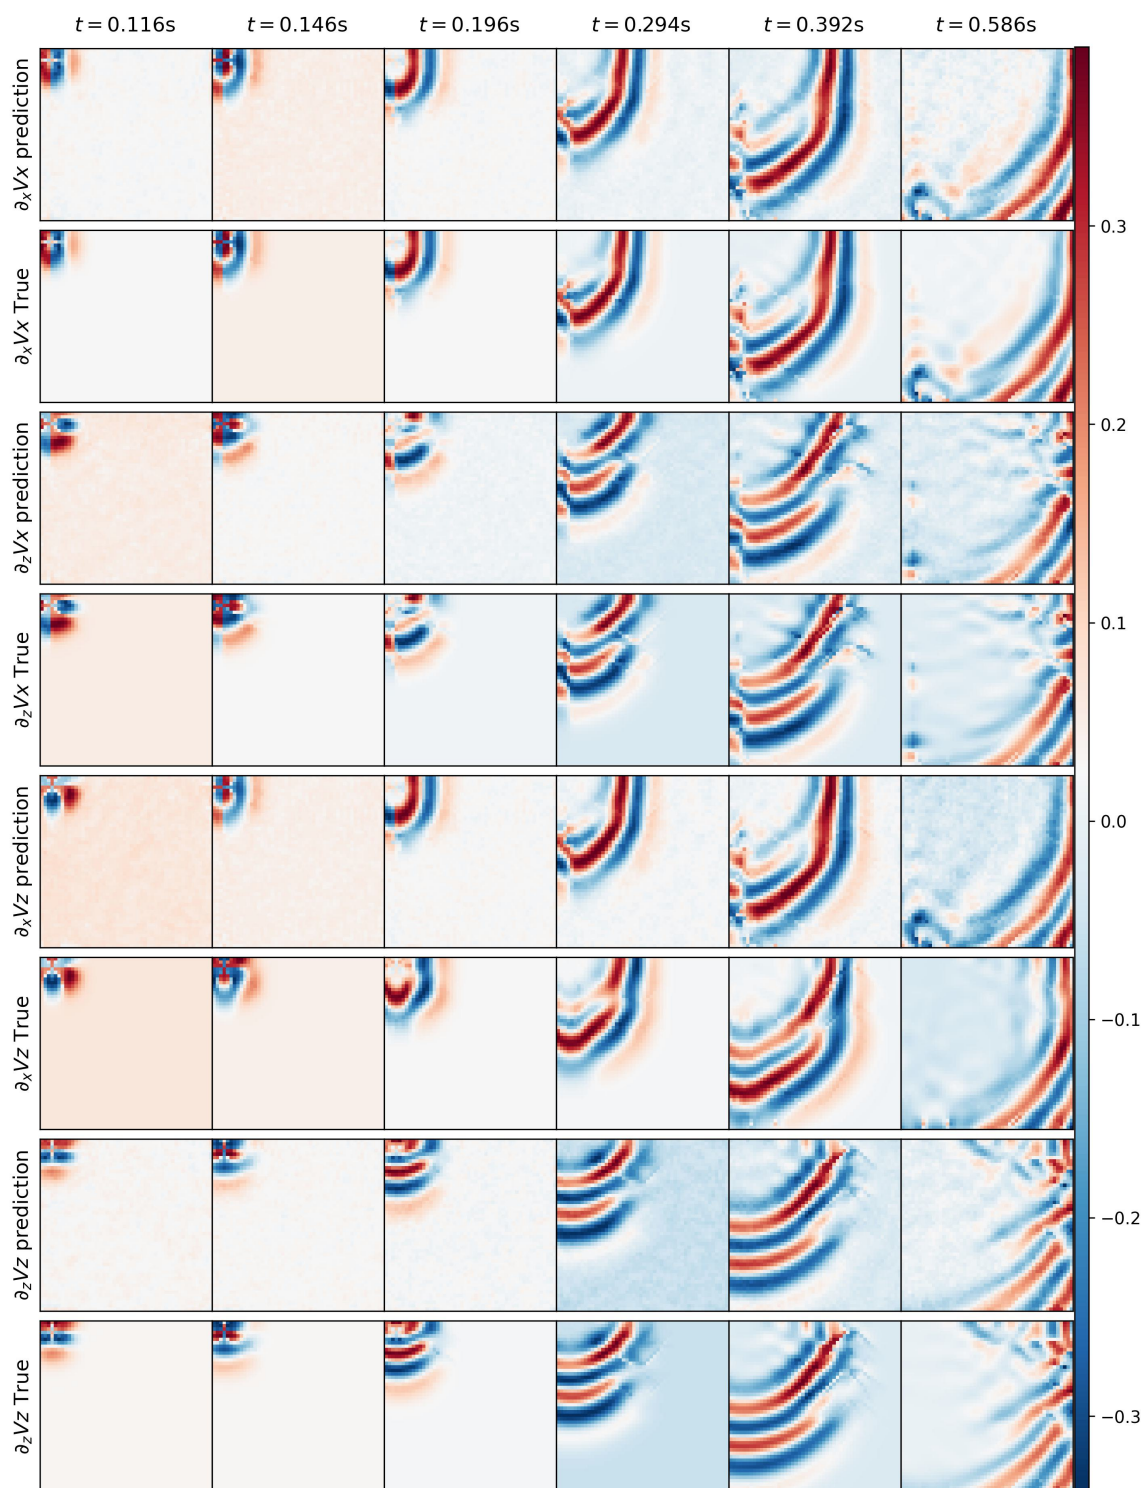 t = 0.116s t = 0.146s t = 0.196s t = 0.294s t = 0.392s t = 0.586s
∂xVx prediction
∂xVx True
∂zVx prediction
∂zVx True
∂xVz prediction
∂xVz True
∂zVz prediction
∂zVz True
0.3
0.2
0.1
0.0
−0.1
−0.2
−0.3